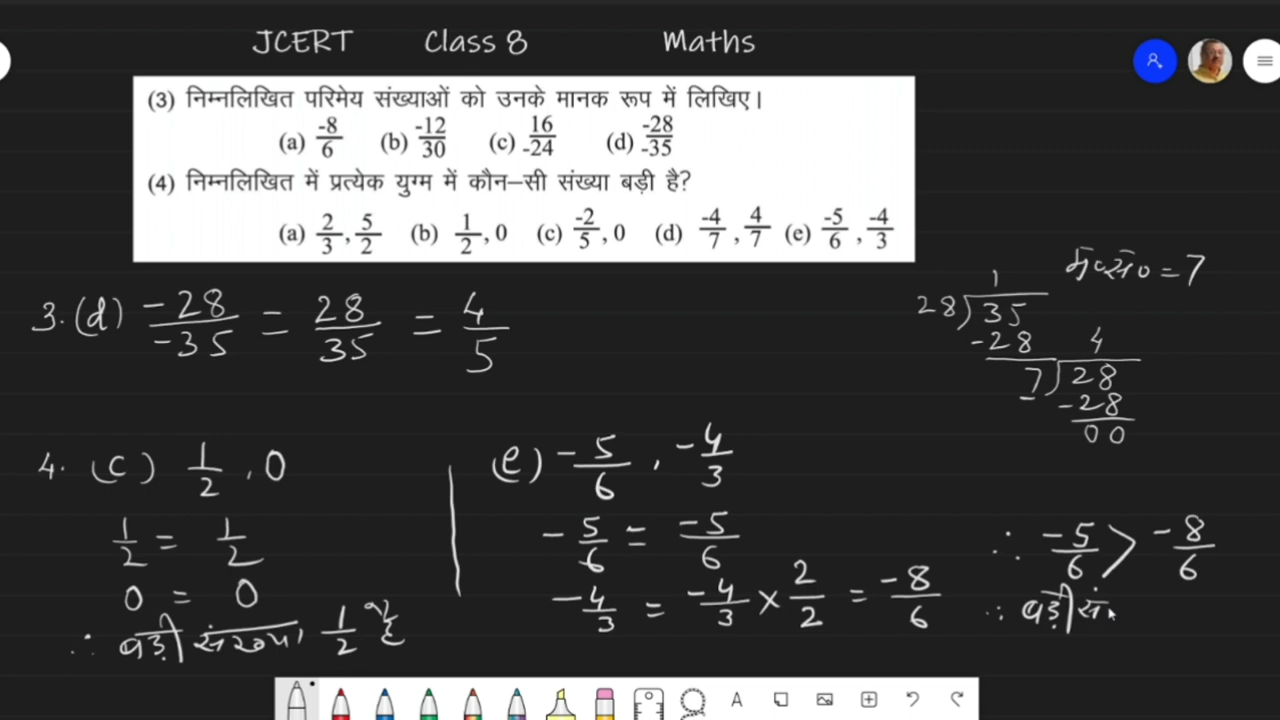 JCERT Class 8 Maths
(3) निम्नलिखित परिमेय संख्याओं को उनके मानक रूप में लिखिए।
(a) -8/6 (b) -12/30 (c) 16/-24 (d) -28/-35
(4) निम्नलिखित में प्रत्येक युग्म में कौन–सी संख्या बड़ी है?
(a) 2/3, 5/2 (b) 1/2, 0 (c) -2/5, 0 (d) -4/7, 4/7 (e) -5/6, -4/3
म०स० = 7
3. (d) -28/-35 = 28/35 = 4/5
1
28) 35
-28 4
7) 28
-28
00
4. (c) 1/2, 0
1/2 = 1/2
0 = 0
∴ बड़ी संख्या 1/2 है
(e) -5/6, -4/3
-5/6 = -5/6
-4/3 = -4/3 × 2/2 = -8/6
∴ -5/6 > -8/6
∴ बड़ी सं
A